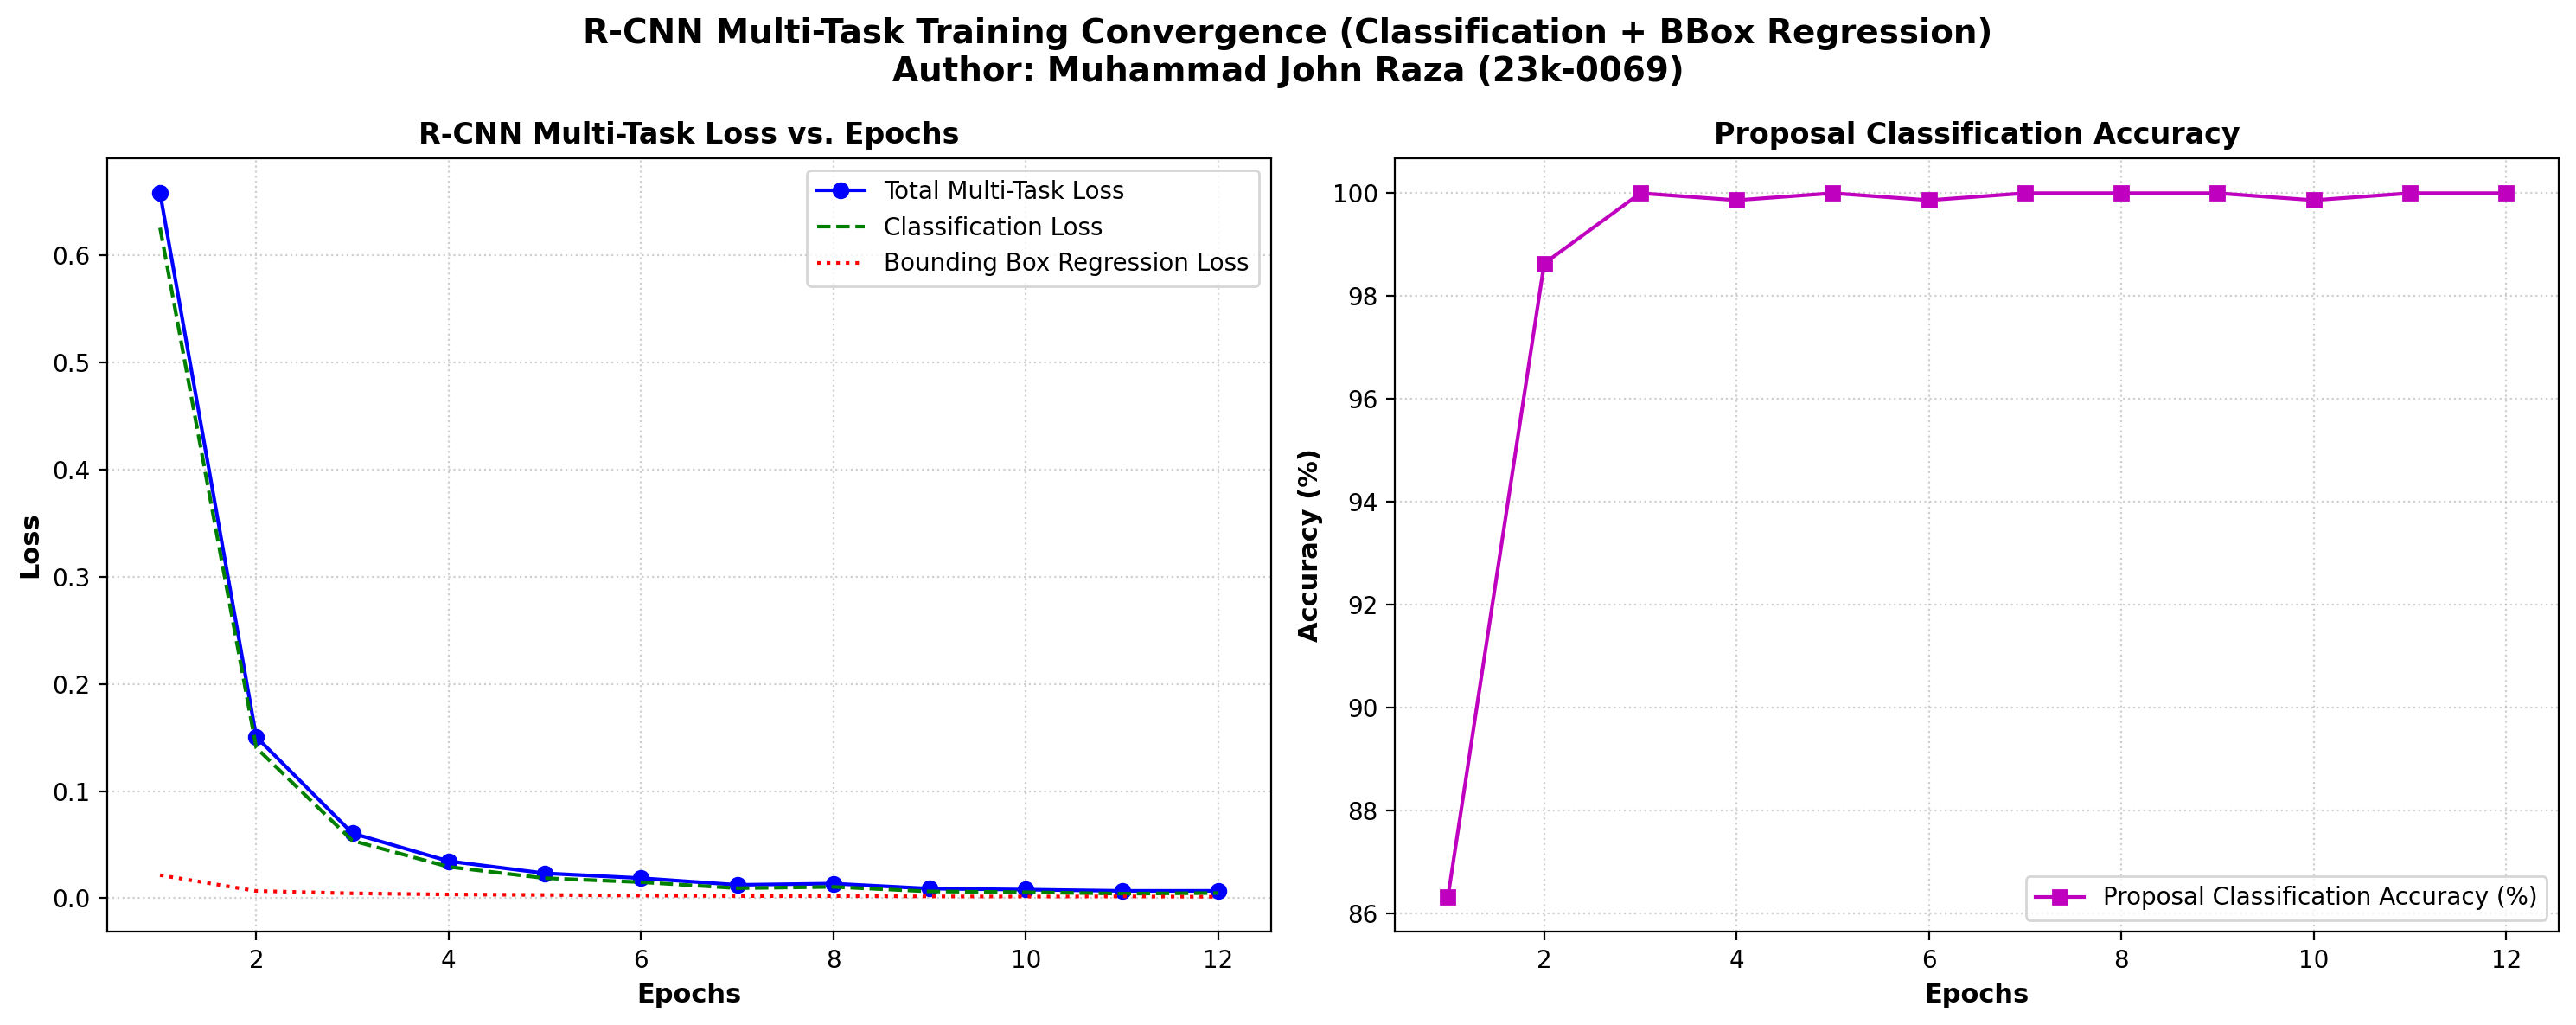 R-CNN Multi-Task Training Convergence (Classification + BBox Regression)
Author: Muhammad John Raza (23k-0069)
R-CNN Multi-Task Loss vs. Epochs
Total Multi-Task Loss
Classification Loss
Bounding Box Regression Loss
0.6
0.5
0.4
0.3
0.2
0.1
0.0
Loss
2 4 6 8 10 12
Epochs
Proposal Classification Accuracy
100
98
96
94
92
90
88
86
Accuracy (%)
Proposal Classification Accuracy (%)
2 4 6 8 10 12
Epochs